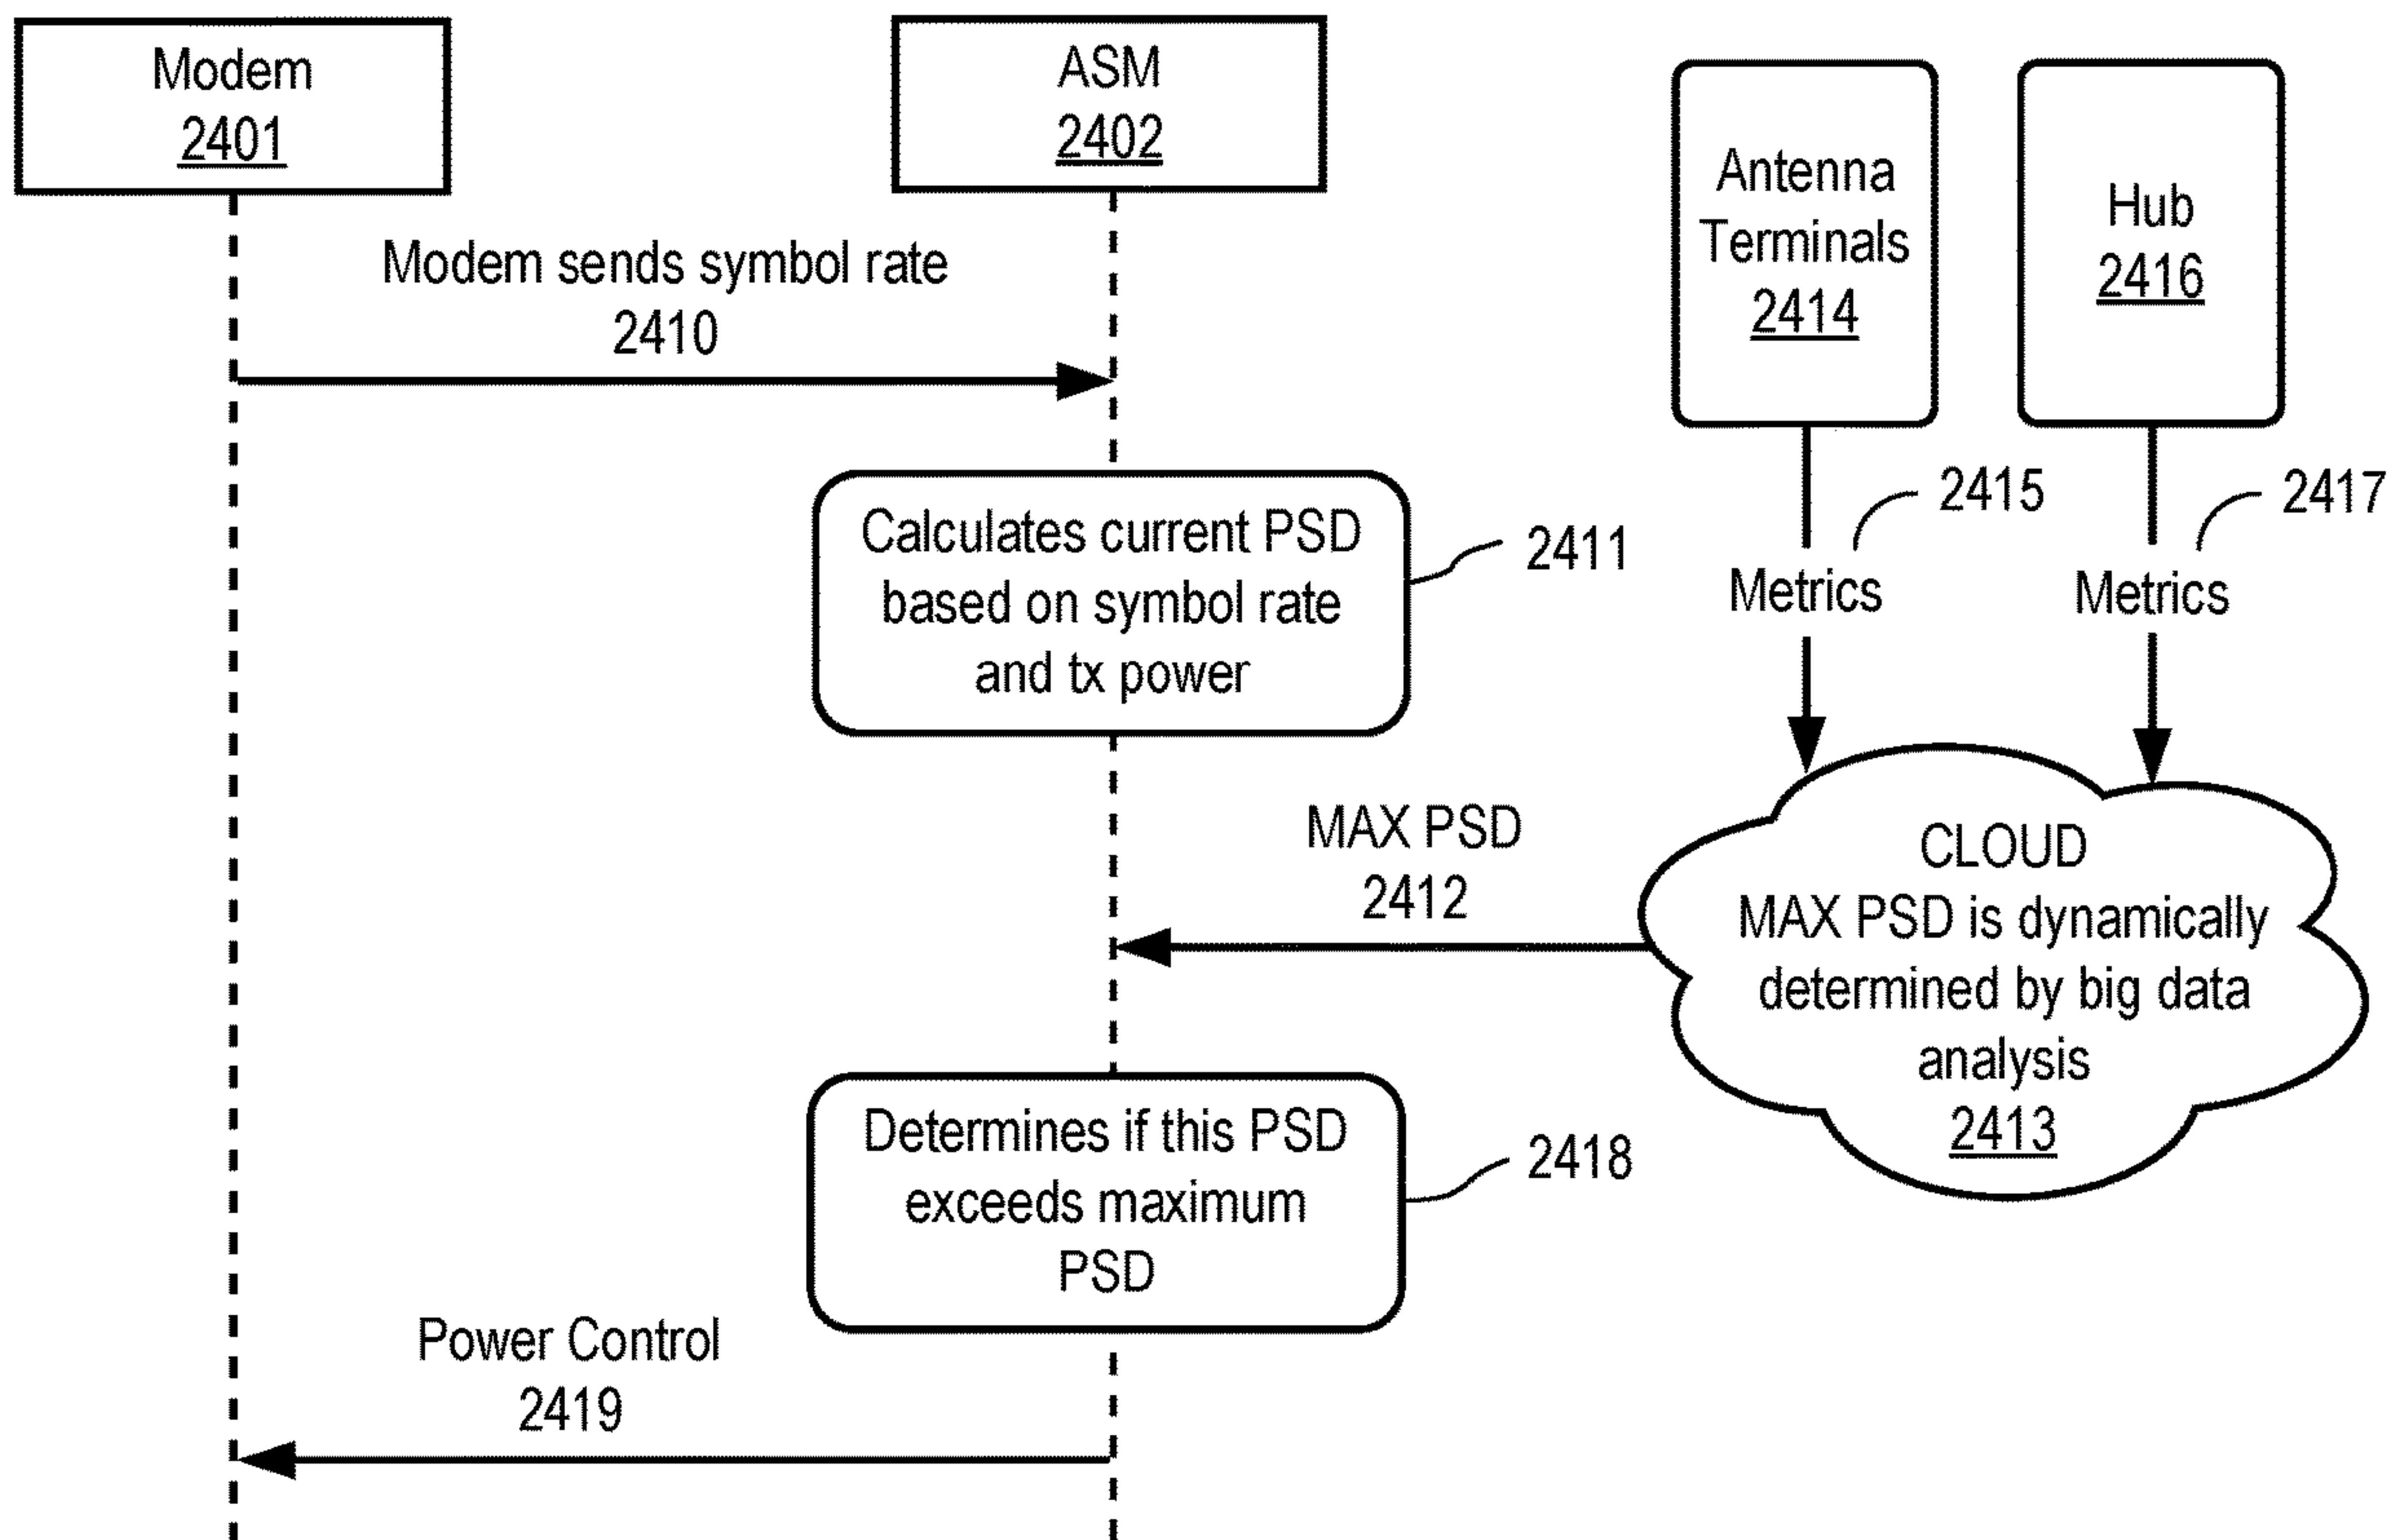 Modem
2401
ASM
2402
Antenna
Terminals
2414
Hub
2416
Modem sends symbol rate
2410
Calculates current PSD
based on symbol rate
and tx power
2411
2415
2417
Metrics
Metrics
MAX PSD
2412
CLOUD
MAX PSD is dynamically
determined by big data
analysis
2413
Determines if this PSD
exceeds maximum
PSD
2418
Power Control
2419